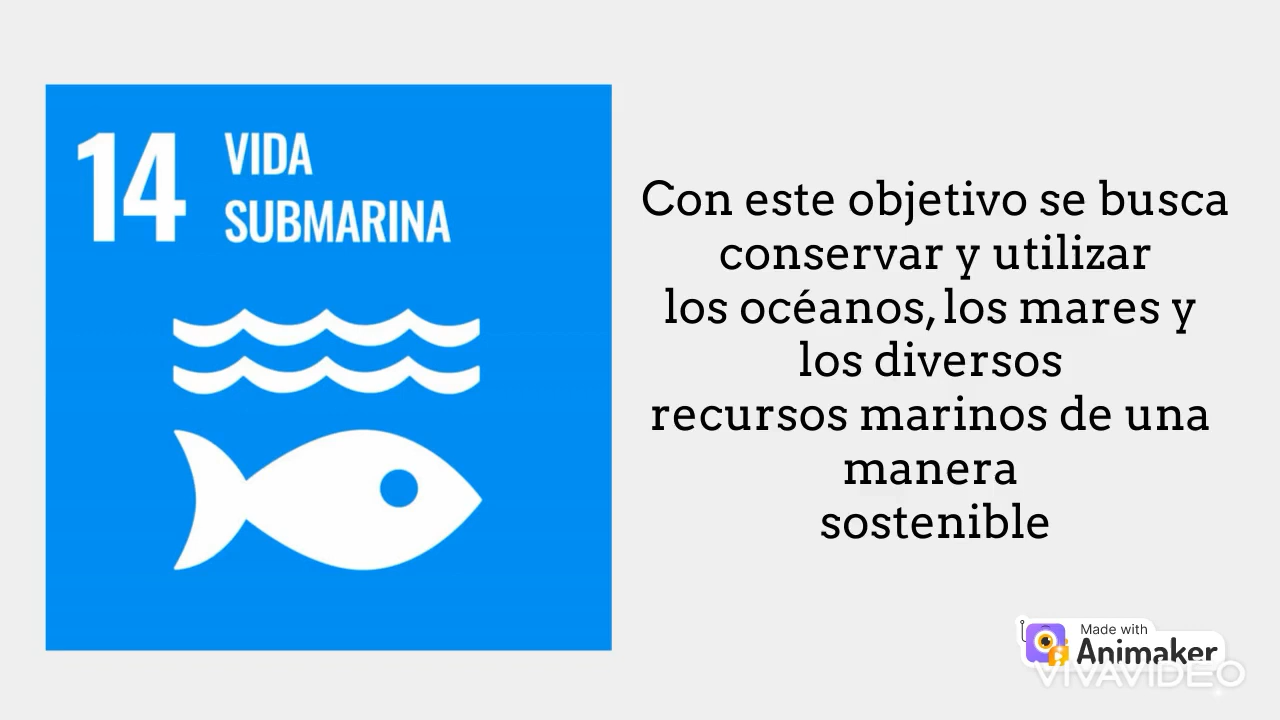 14 VIDA
SUBMARINA
Con este objetivo se busca
conservar y utilizar
los océanos, los mares y
los diversos
recursos marinos de una
manera
sostenible
Made with
Animaker
VIVAVIDEO